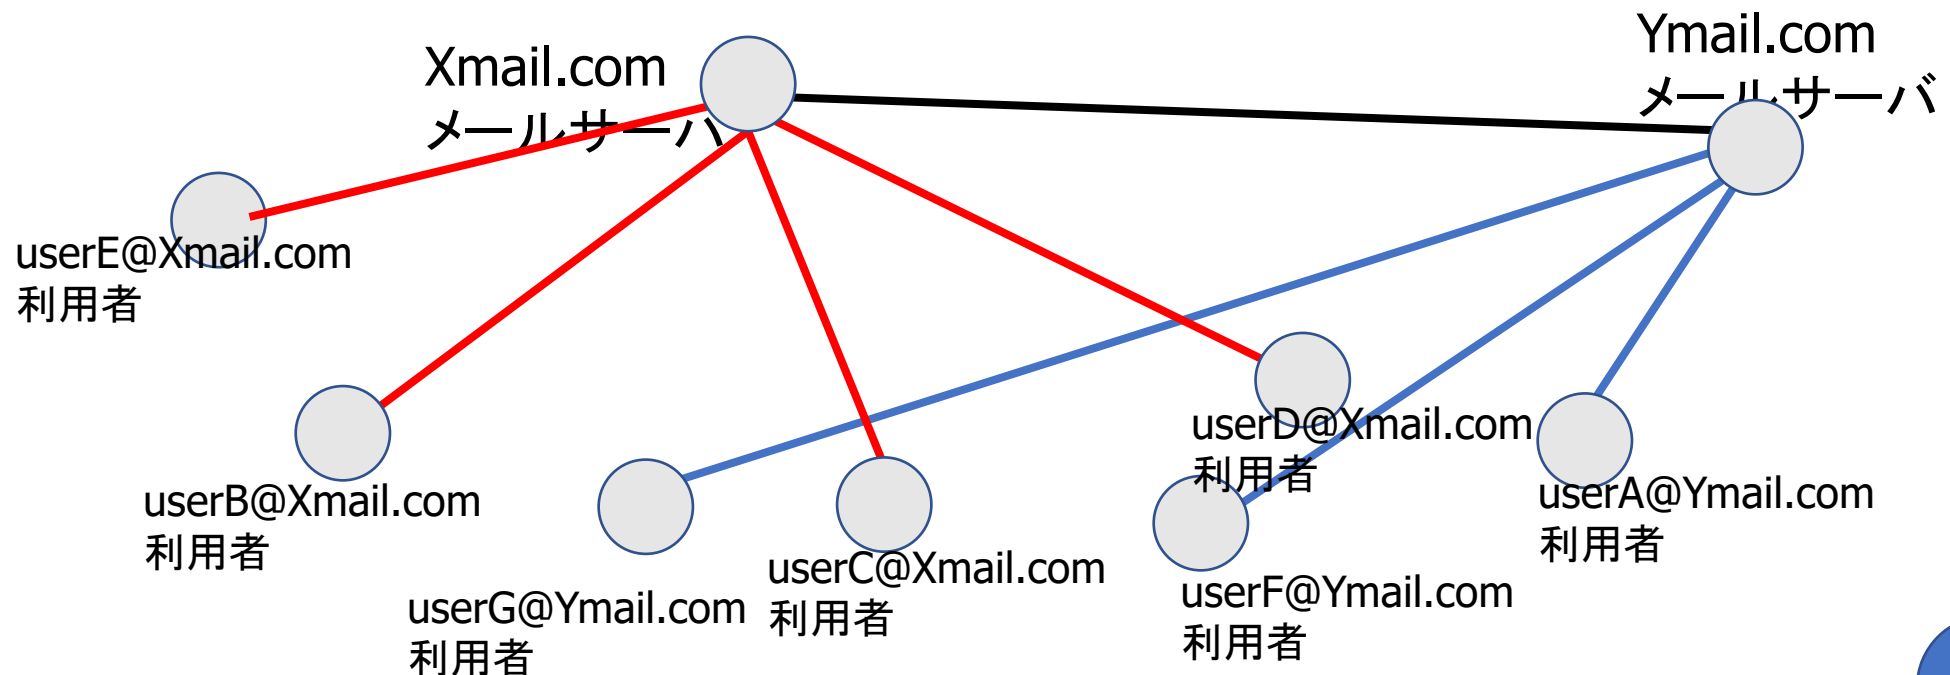 Xmail.com
メールサーバ
Ymail.com
メールサーバ
userE@Xmail.com
利用者
userB@Xmail.com
利用者
userG@Ymail.com
利用者
userC@Xmail.com
利用者
userD@Xmail.com
利用者
userF@Ymail.com
利用者
userA@Ymail.com
利用者